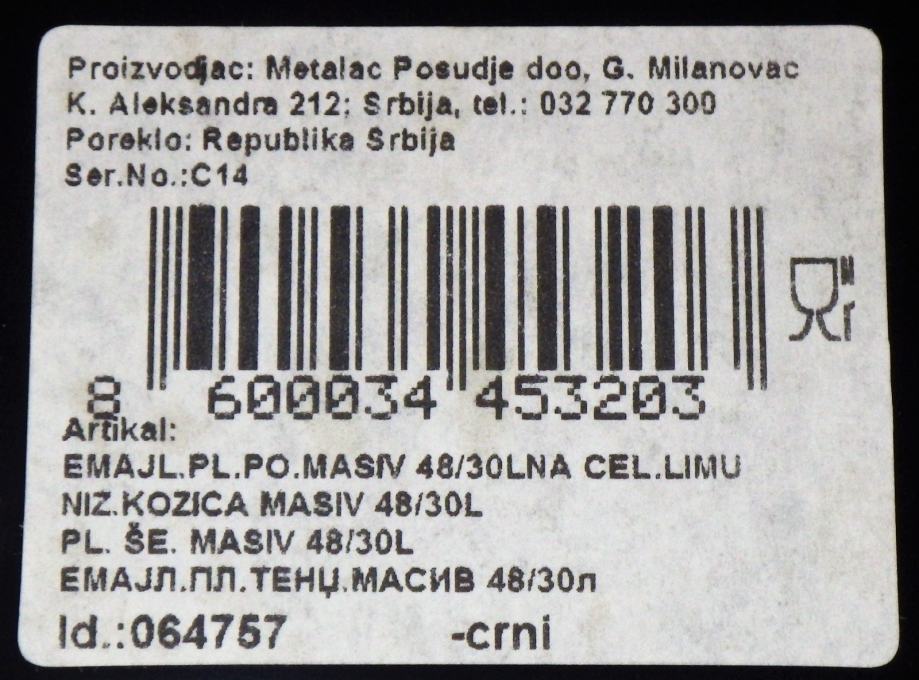 Proizvodjac: Metalac Posudje doo, G. Milanovac
K. Aleksandra 212; Srbija, tel.: 032 770 300
Poreklo: Republika Srbija
Ser.No.:C14
8 600034 453203
Artikal:
EMAJL.PL.PO.MASIV 48/30LNA CEL.LIMU
NIZ.KOZICA MASIV 48/30L
PL. ŠE. MASIV 48/30L
ЕМАЈЛ.ПЛ.ТЕНЏ.МАСИВ 48/30л
Id.:064757 -crni